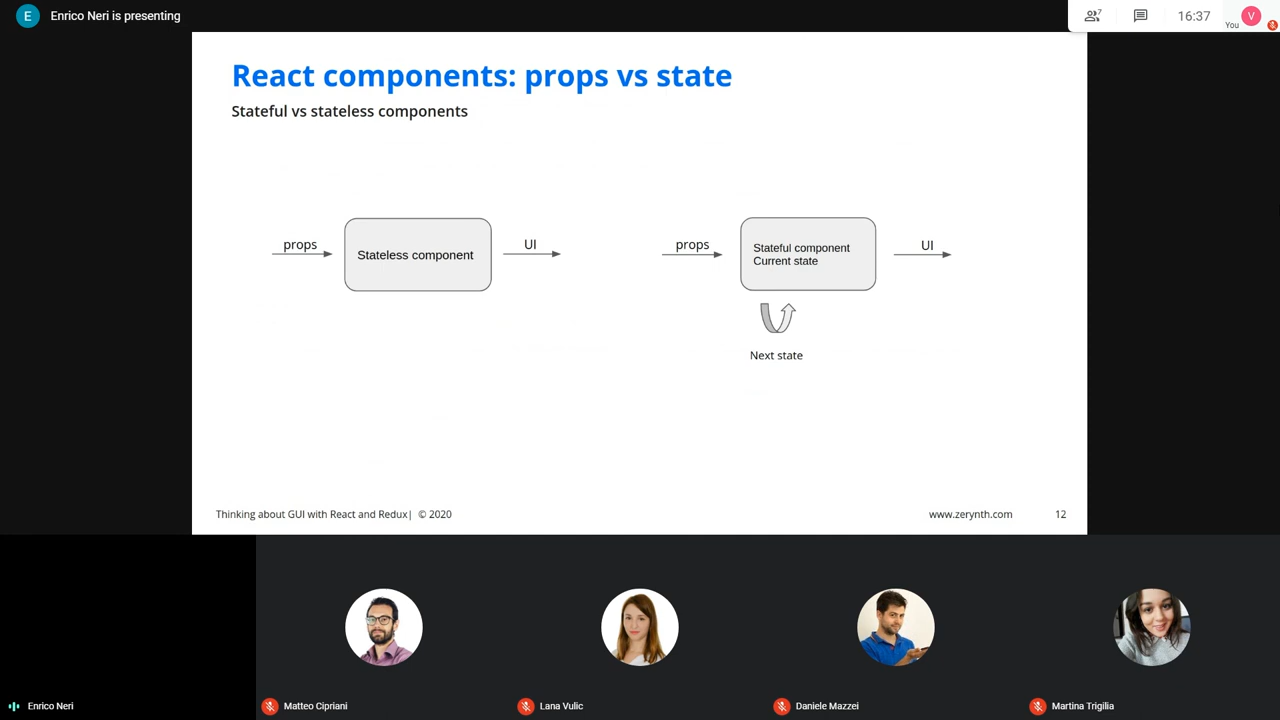 E
Enrico Neri is presenting
7
16:37
You
V
React components: props vs state
Stateful vs stateless components
props
Stateless component
UI
props
Stateful component
Current state
UI
Next state
Thinking about GUI with React and Redux| © 2020
www.zerynth.com
12
Enrico Neri
Matteo Cipriani
Lana Vulic
Daniele Mazzei
Martina Trigilia